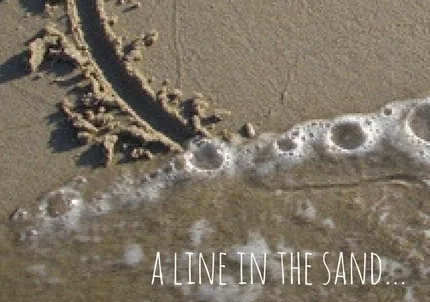 A LINE IN THE SAND...